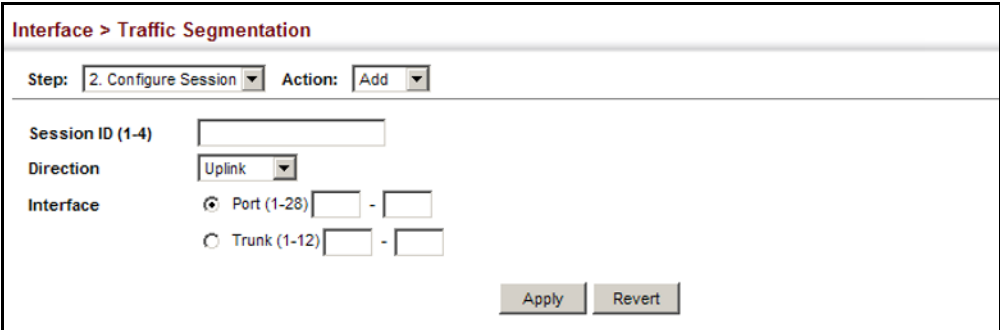 Interface > Traffic Segmentation
Step: 2. Configure Session Action: Add
Session ID (1-4)
Direction Uplink
Interface Port (1-28) -
Trunk (1-12) -
Apply Revert